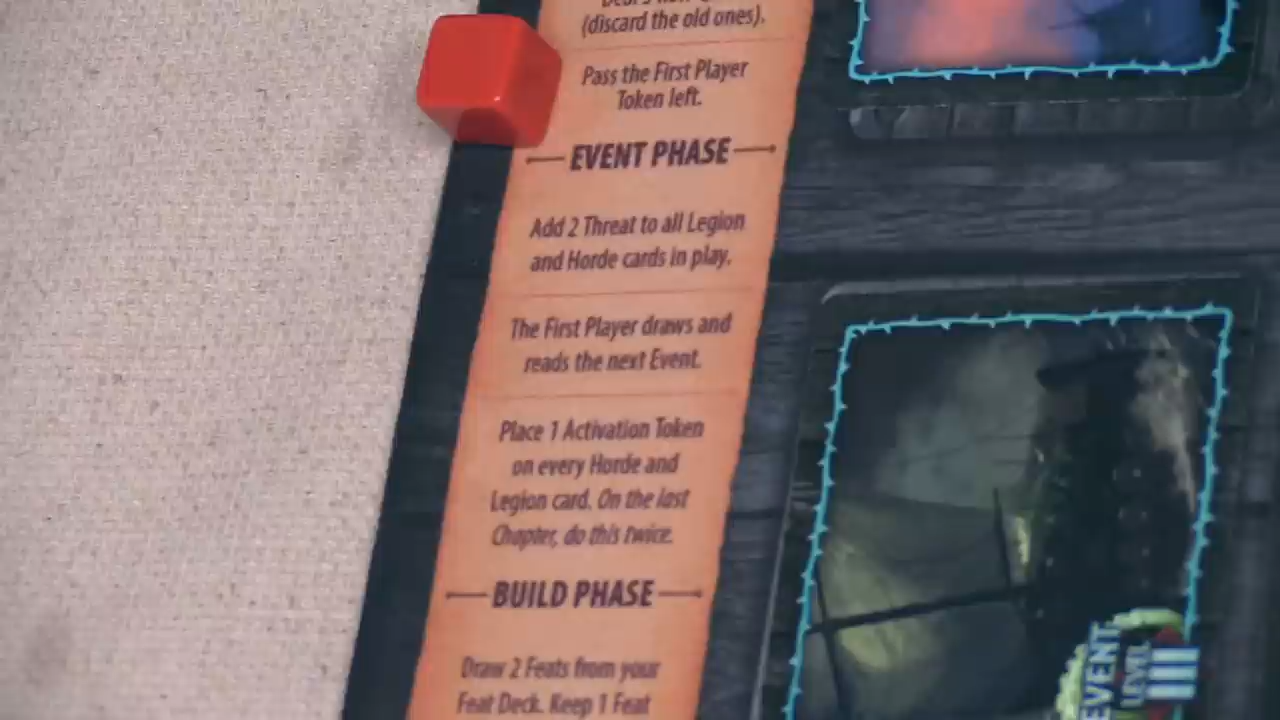 (discard the old ones).
Pass the First Player
Token left.
EVENT PHASE
Add 2 Threat to all Legion
and Horde cards in play.
The First Player draws and
reads the next Event.
Place 1 Activation Token
on every Horde and
Legion card. On the last
Chapter, do this twice.
BUILD PHASE
Draw 2 Feats from your
Feat Deck. Keep 1 Feat
EVENT
LEVEL
III